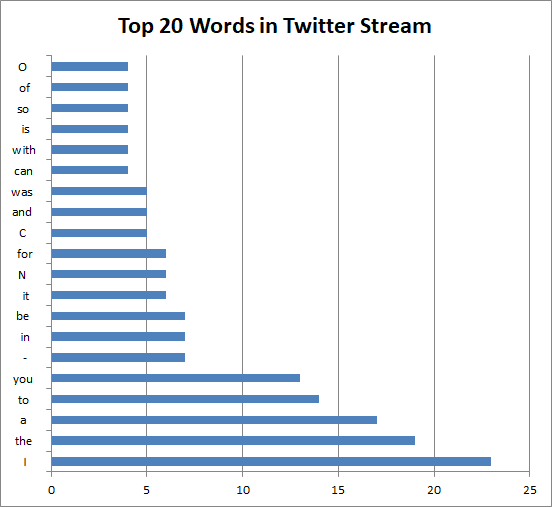 Top 20 Words in Twitter Stream
O
of
so
is
with
can
was
and
C
for
N
it
be
in
-
you
to
a
the
I
0 5 10 15 20 25